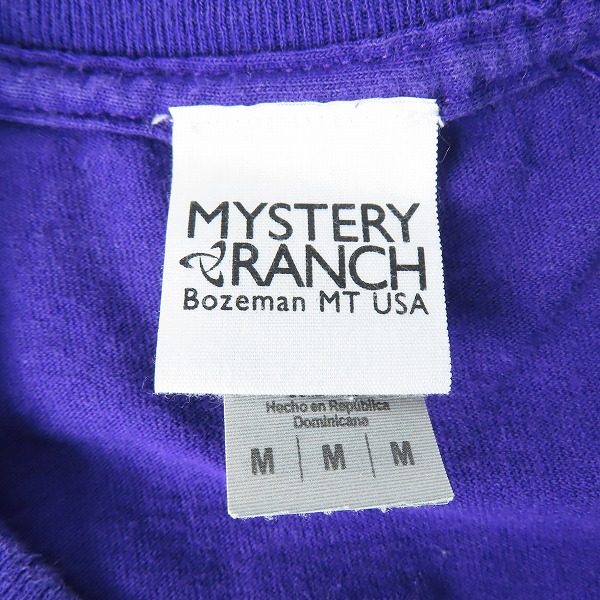 MYSTERY
RANCH
Bozeman MT USA
Hecho en República
Dominicana
M | M | M